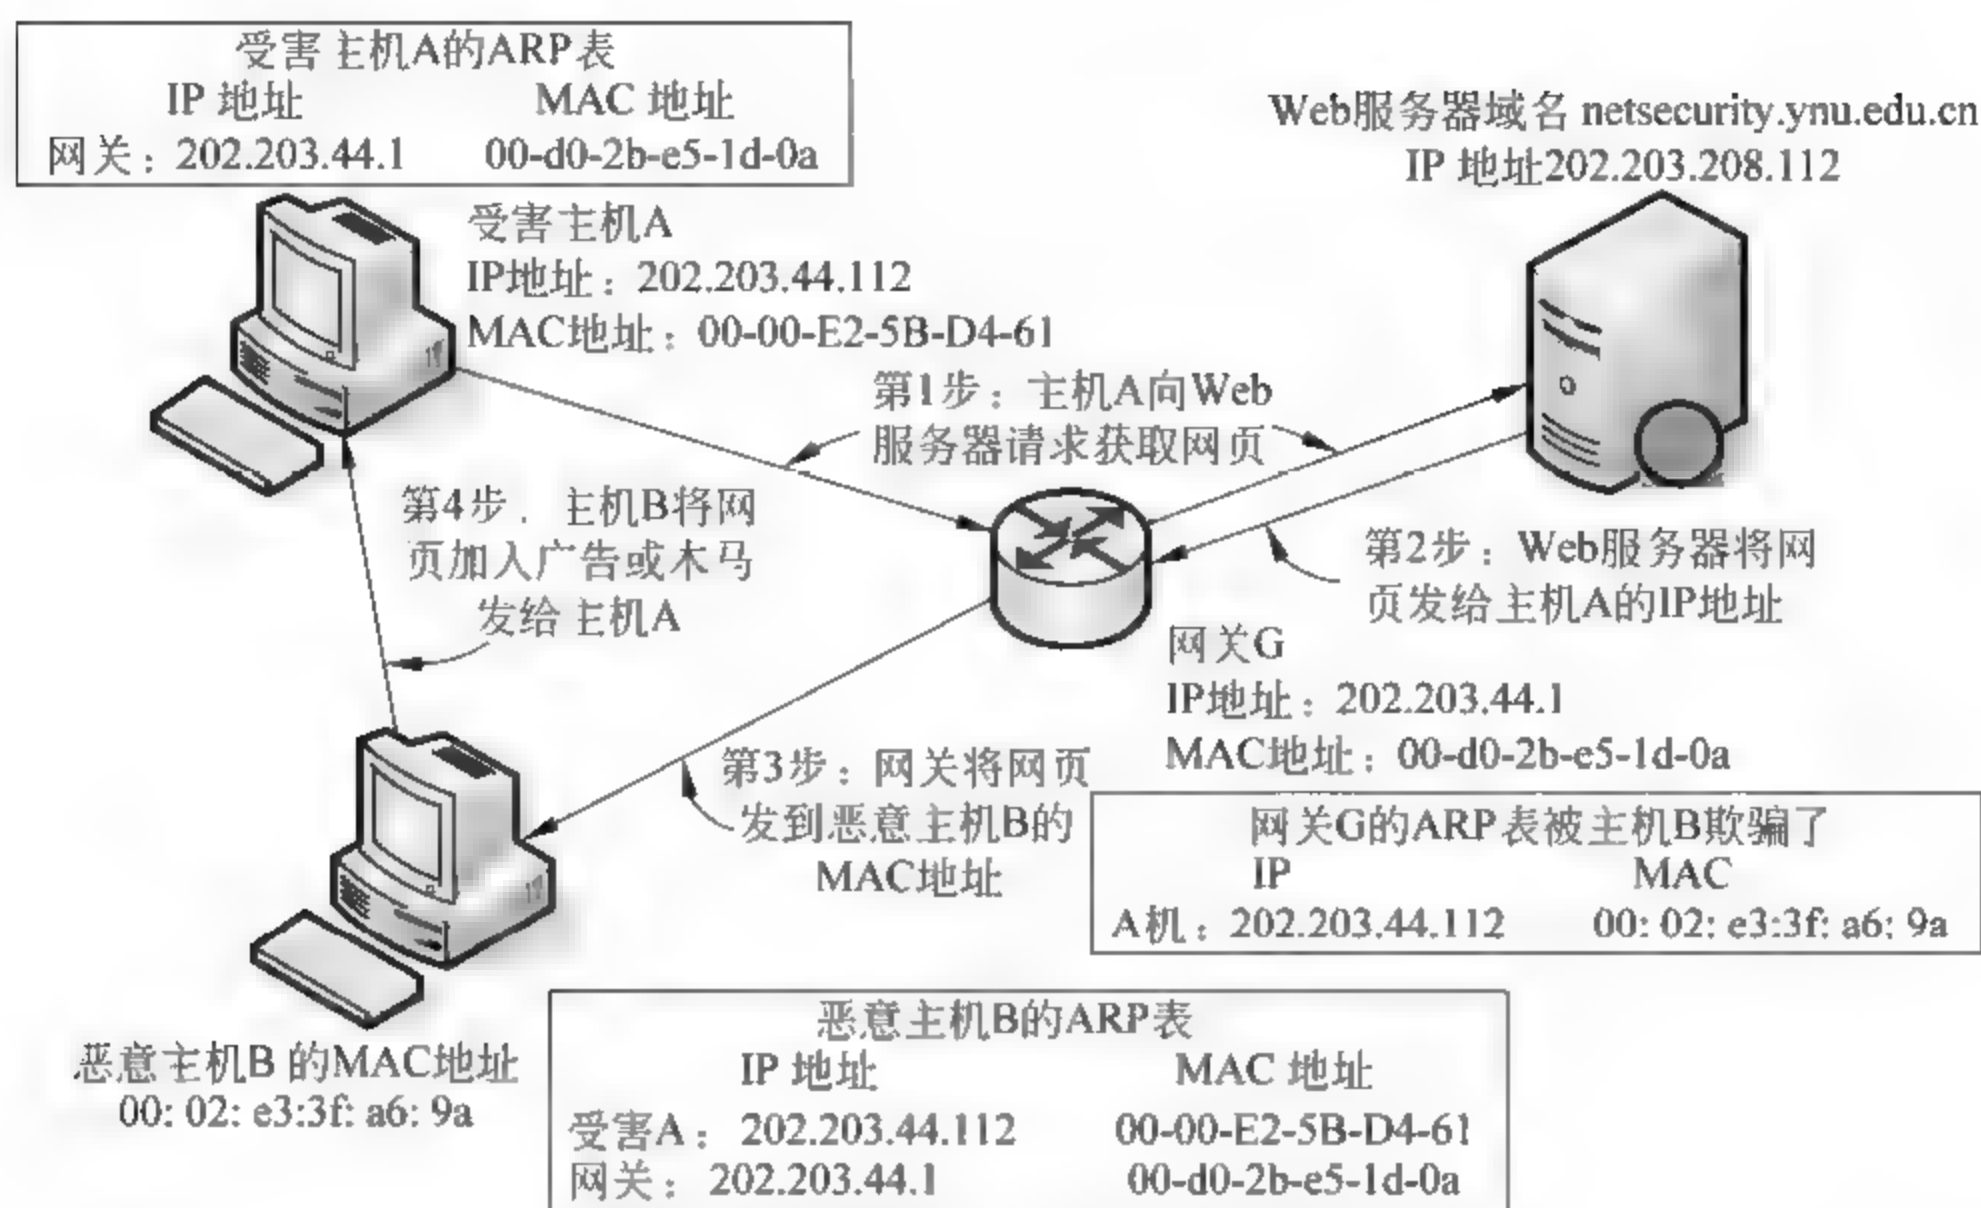 受害主机A的ARP表
IP 地址 MAC 地址
网关：202.203.44.1 00-d0-2b-e5-1d-0a
Web服务器域名 netsecurity.ynu.edu.cn
IP 地址202.203.208.112
受害主机A
IP地址：202.203.44.112
MAC地址：00-00-E2-5B-D4-61
第1步：主机A向Web
服务器请求获取网页
第4步．主机B将网
页加入广告或木马
发给主机A
第2步：Web服务器将网
页发给主机A的IP地址
网关G
IP地址：202.203.44.1
MAC地址：00-d0-2b-e5-1d-0a
第3步：网关将网页
发到恶意主机B的
MAC地址
网关G的ARP表被主机B欺骗了
IP MAC
A机：202.203.44.112 00: 02: e3:3f: a6: 9a
恶意主机B 的MAC地址
00: 02: e3:3f: a6: 9a
恶意主机B的ARP表
IP 地址 MAC 地址
受害A：202.203.44.112 00-00-E2-5B-D4-61
网关：202.203.44.1 00-d0-2b-e5-1d-0a